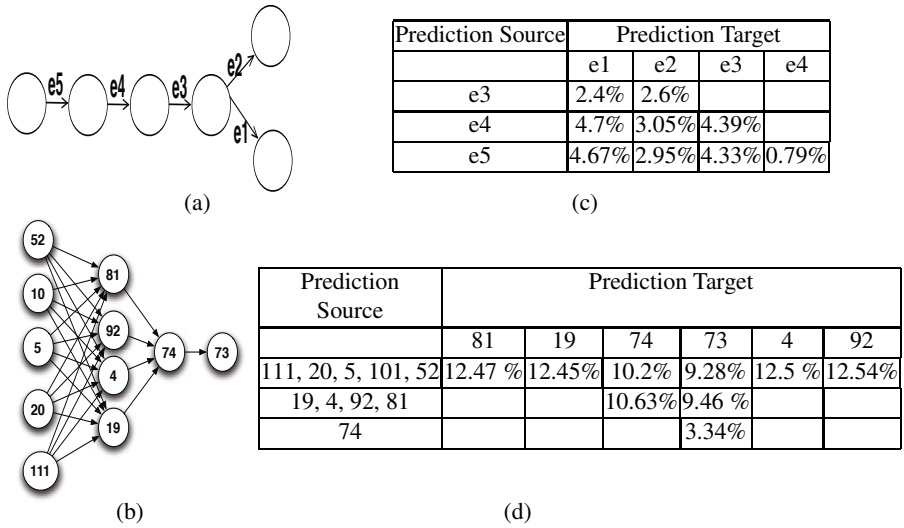 e5 e4 e3 e2
e1
(a)
Prediction Source Prediction Target
e1 e2 e3 e4
e3 2.4% 2.6%
e4 4.7% 3.05% 4.39%
e5 4.67% 2.95% 4.33% 0.79%
(c)
52
10
5
20
111
81
92
4
19
74
73
(b)
Prediction Source Prediction Target
81 19 74 73 4 92
111, 20, 5, 101, 52 12.47 % 12.45% 10.2% 9.28% 12.5 % 12.54%
19, 4, 92, 81 10.63% 9.46 %
74 3.34%
(d)